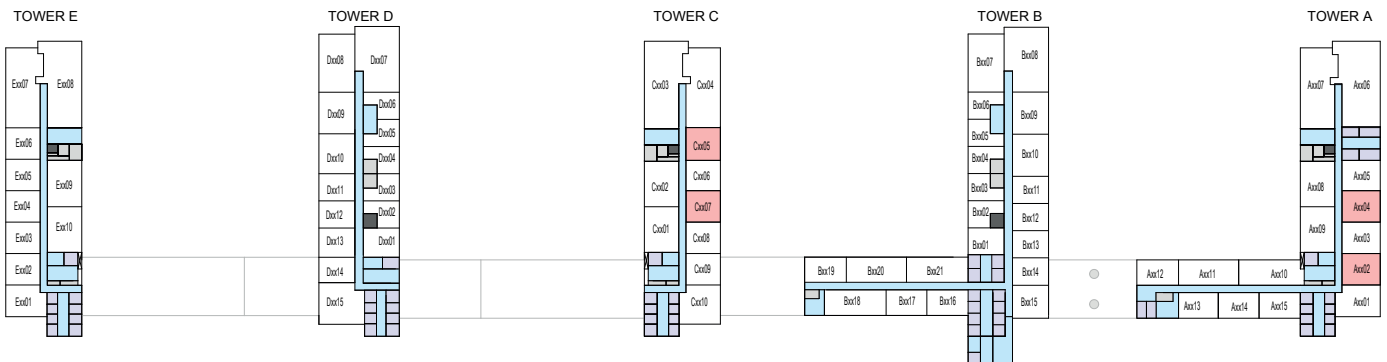 TOWER E
TOWER D
TOWER C
TOWER B
TOWER A
Exx07
Exx08
Exx06
Exx05
Exx04
Exx03
Exx02
Exx01
Exx09
Exx10
Dxx08
Dxx07
Dxx09
Dxx06
Dxx05
Dxx10
Dxx04
Dxx11
Dxx03
Dxx12
Dxx02
Dxx13
Dxx01
Dxx14
Dxx15
Cxx03
Cxx04
Cxx05
Cxx06
Cxx02
Cxx07
Cxx01
Cxx08
Cxx09
Cxx10
Bxx07
Bxx08
Bxx06
Bxx09
Bxx05
Bxx04
Bxx10
Bxx03
Bxx11
Bxx02
Bxx12
Bxx01
Bxx13
Bxx19
Bxx20
Bxx21
Bxx14
Bxx18
Bxx17
Bxx16
Bxx15
Axx07
Axx06
Axx05
Axx08
Axx04
Axx09
Axx03
Axx12
Axx11
Axx10
Axx02
Axx13
Axx14
Axx15
Axx01